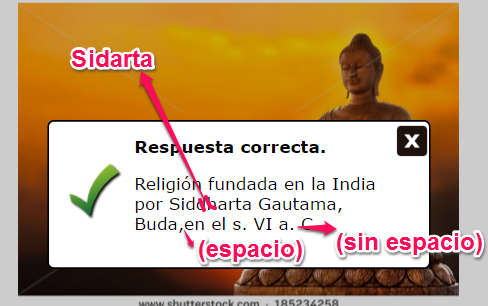 Sidarta
X
Respuesta correcta.
Religión fundada en la India
por Siddharta Gautama,
Buda,en el s. VI a. C.
(espacio)
(sin espacio)
www.shutterstock.com · 185234258